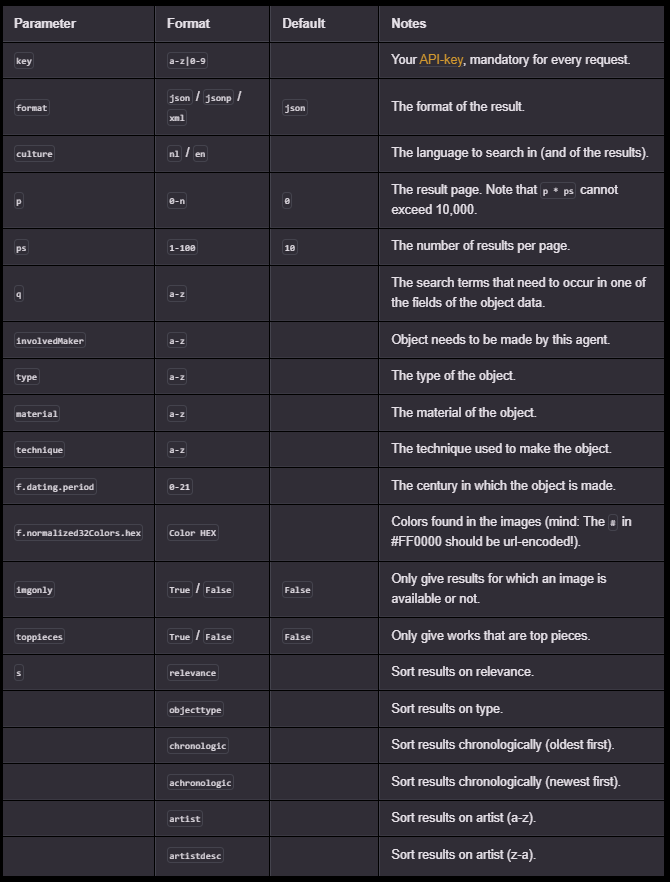 Parameter Format Default Notes
key a-z|0-9 Your API-key, mandatory for every request.
format json / jsonp / xml json The format of the result.
culture nl / en The language to search in (and of the results).
p 0-n 0 The result page. Note that p * ps cannot
exceed 10,000.
ps 1-100 10 The number of results per page.
q a-z The search terms that need to occur in one of
the fields of the object data.
involvedMaker a-z Object needs to be made by this agent.
type a-z The type of the object.
material a-z The material of the object.
technique a-z The technique used to make the object.
f.dating.period 0-21 The century in which the object is made.
f.normalized32Colors.hex Color HEX Colors found in the images (mind: The # in
#FF0000 should be url-encoded!).
imgonly True / False False Only give results for which an image is
available or not.
toppieces True / False False Only give works that are top pieces.
s relevance Sort results on relevance.
objecttype Sort results on type.
chronologic Sort results chronologically (oldest first).
achronologic Sort results chronologically (newest first).
artist Sort results on artist (a-z).
artistdesc Sort results on artist (z-a).